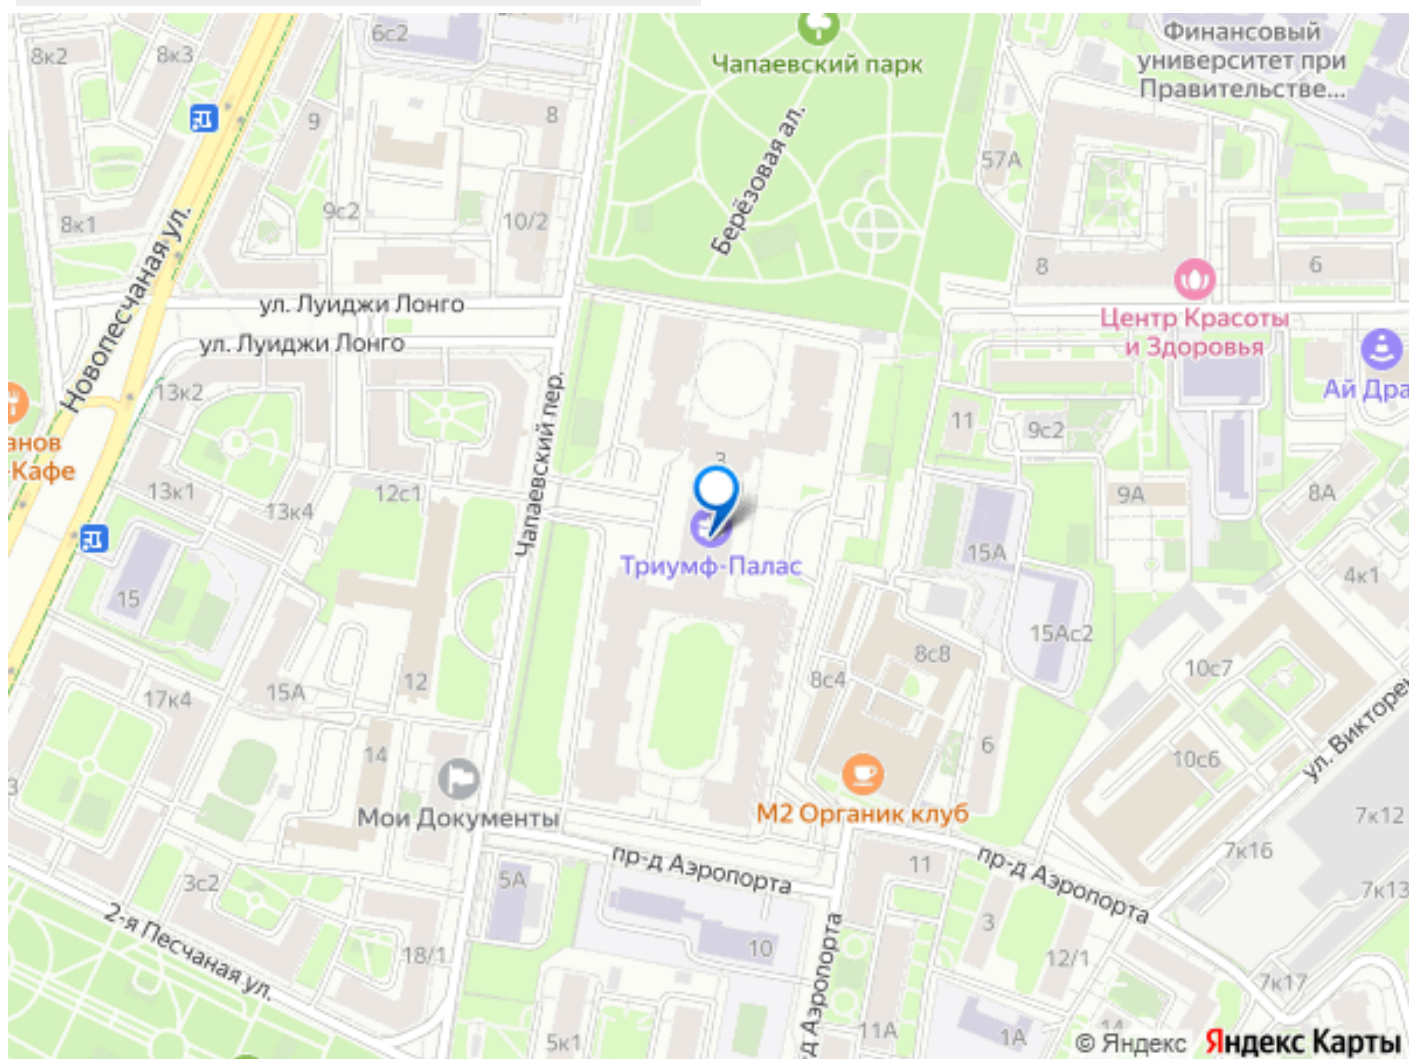 8к2
8к3
6с2
Чапаевский парк
Финансовый
университет при
Правительстве...
8
9
57А
Берёзовая ал.
8к1
9с2
10/2
Новопесчаная ул.
8
6
ул. Луиджи Лонго
Центр Красоты
и Здоровья
ул. Луиджи Лонго
13к2
Чапаевский пер.
Ай Дра
анов
-Кафе
11
9с2
3
13к1
12с1
13к4
9А
8А
Триумф-Палас
15А
4к1
15
15Ас2
8с8
10с7
8с4
17к4
15А
12
ул. Викторен
14
6
10с6
3
Мои Документы
М2 Органик клуб
7к12
7к16
пр-д Аэропорта
11
пр-д Аэропорта
3с2
5А
7к13
2-я Песчаная ул.
18/1
10
3
12/1
7к17
д Аэропорта
5к1
11А
1А
14
© Яндекс Яндекс Карты